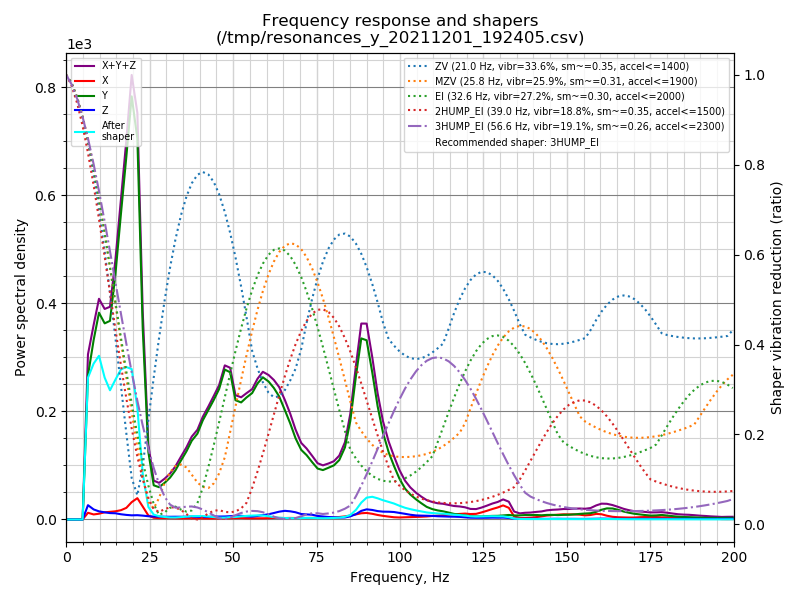 Frequency response and shapers
(/tmp/resonances_y_20211201_192405.csv)
1e3
X+Y+Z
X
Y
Z
After
shaper
ZV (21.0 Hz, vibr=33.6%, sm~=0.35, accel<=1400)
MZV (25.8 Hz, vibr=25.9%, sm~=0.31, accel<=1900)
EI (32.6 Hz, vibr=27.2%, sm~=0.30, accel<=2000)
2HUMP_EI (39.0 Hz, vibr=18.8%, sm~=0.35, accel<=1500)
3HUMP_EI (56.6 Hz, vibr=19.1%, sm~=0.26, accel<=2300)
Recommended shaper: 3HUMP_EI
Power spectral density
0.8
0.6
0.4
0.2
0.0
1.0
0.8
0.6
0.4
0.2
0.0
Shaper vibration reduction (ratio)
0 25 50 75 100 125 150 175 200
Frequency, Hz